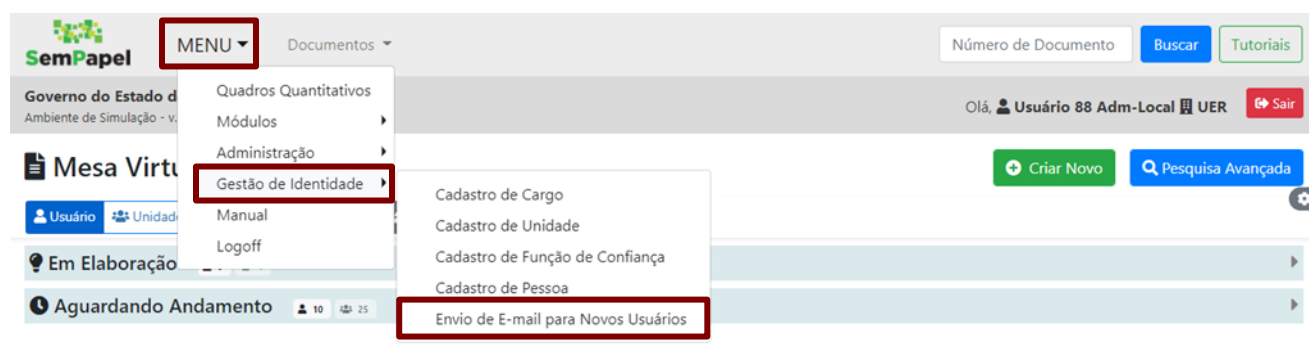 SemPapel
MENU
Documentos
Número de Documento
Buscar
Tutoriais
Governo do Estado d
Ambiente de Simulação - v.
Olá, Usuário 88 Adm-Local UER
Sair
Quadros Quantitativos
Módulos
Administração
Gestão de Identidade
Manual
Logoff
Mesa Virtu
Criar Novo
Pesquisa Avançada
Usuário
Unidad
Cadastro de Cargo
Cadastro de Unidade
Cadastro de Função de Confiança
Cadastro de Pessoa
Envio de E-mail para Novos Usuários
Em Elaboração
Aguardando Andamento 10 25